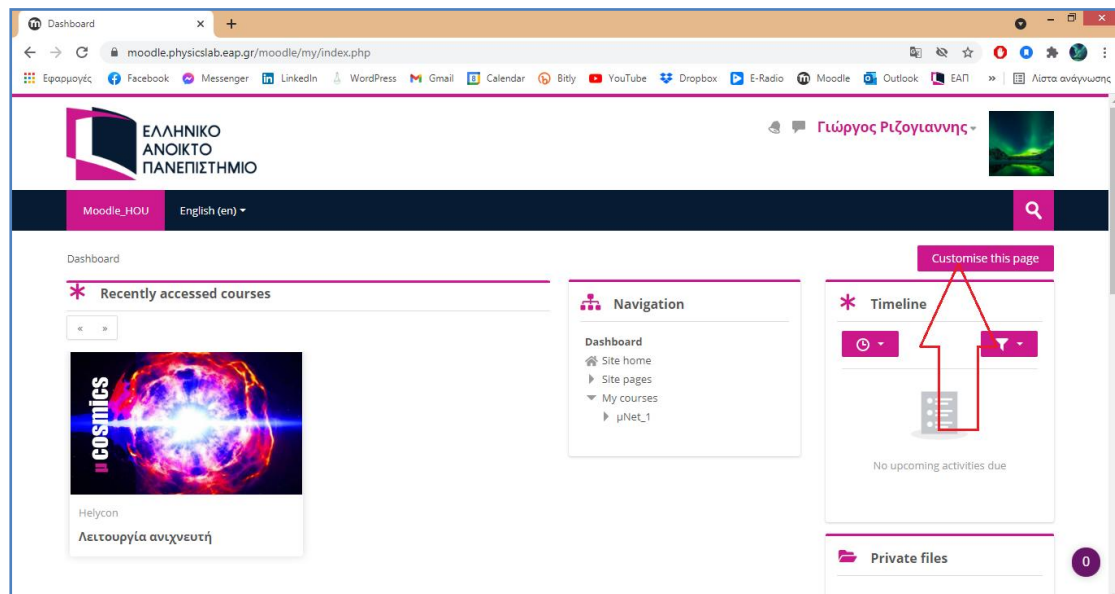 Dashboard
moodle.physicslab.eap.gr/moodle/my/index.php
Εφαρμογές Facebook Messenger LinkedIn WordPress Gmail Calendar Bitly YouTube Dropbox E-Radio Moodle Outlook ΕΑΠ » Λίστα ανάγνωσης
ΕΛΛΗΝΙΚΟ
ΑΝΟΙΚΤΟ
ΠΑΝΕΠΙΣΤΗΜΙΟ
Γιώργος Ριζογιαννης
Moodle_HOU English (en)
Dashboard
Customise this page
Recently accessed courses
« »
μcosmics
Helycon
Λειτουργία ανιχνευτή
Navigation
Dashboard
Site home
Site pages
My courses
μNet_1
Timeline
No upcoming activities due
Private files
0